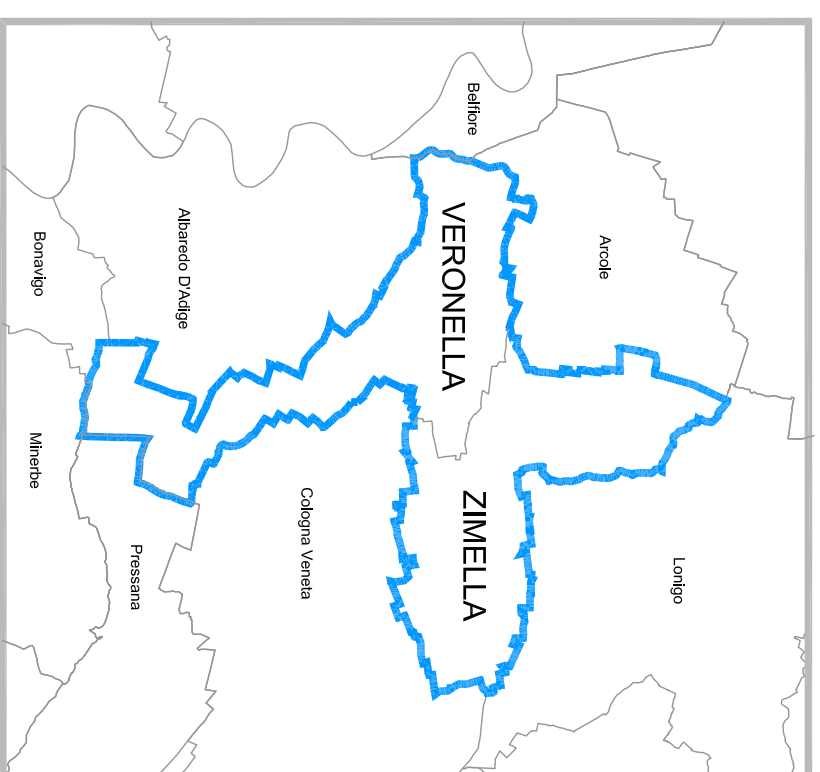 Lonigo
Arcole
Belfiore
VERONELLA
ZIMELLA
Cologna Veneta
Albaredo D'Adige
Pressana
Bonavigo
Minerbe